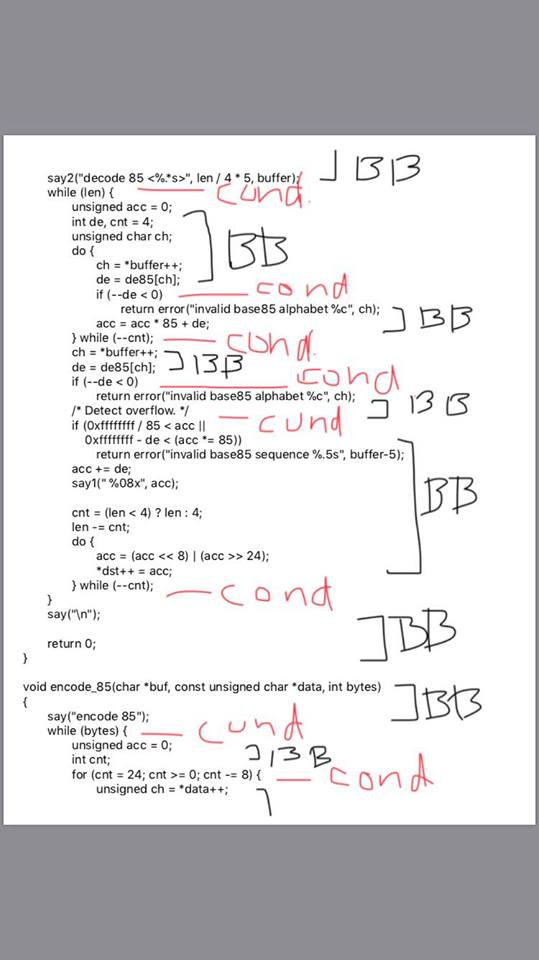 say2("decode 85 <%.*s>", len / 4 * 5, buffer); ] BB
while (len) { cond.
unsigned acc = 0;
int de, cnt = 4;
unsigned char ch; ] BB
do {
ch = *buffer++;
de = de85[ch];
if (--de < 0) cond
return error("invalid base85 alphabet %c", ch); ] BB
acc = acc * 85 + de;
} while (--cnt); cond.
ch = *buffer++; ] BB
de = de85[ch];
if (--de < 0) cond
return error("invalid base85 alphabet %c", ch); ] BB
/* Detect overflow. */
if (0xffffffff / 85 < acc || cond
0xffffffff - de < (acc *= 85))
return error("invalid base85 sequence %.5s", buffer-5);
acc += de;
say1(" %08x", acc); ] BB
cnt = (len < 4) ? len : 4;
len -= cnt;
do {
acc = (acc << 8) | (acc >> 24);
*dst++ = acc;
} while (--cnt); cond
}
say("\n"); ] BB
return 0;
}
void encode_85(char *buf, const unsigned char *data, int bytes) ] BB
{
say("encode 85");
while (bytes) { cond
unsigned acc = 0; ] BB
int cnt;
for (cnt = 24; cnt >= 0; cnt -= 8) { cond
unsigned ch = *data++;